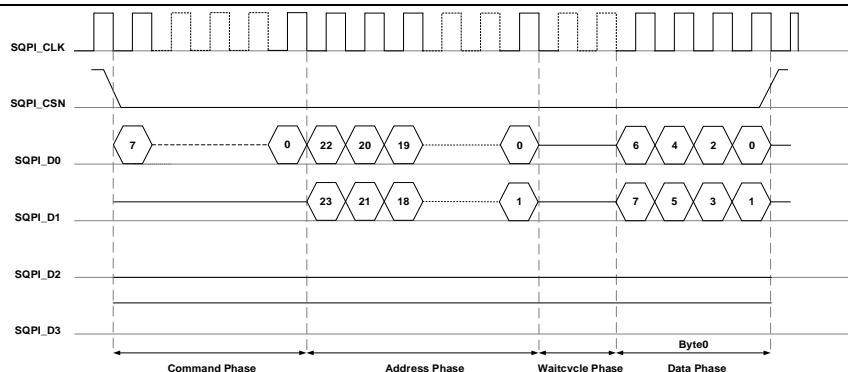 SQPI_CLK
SQPI_CSN
SQPI_D0 7 0 22 20 19 0 6 4 2 0
SQPI_D1 23 21 18 1 7 5 3 1
SQPI_D2
SQPI_D3
Byte0
Command Phase Address Phase Waitcycle Phase Data Phase